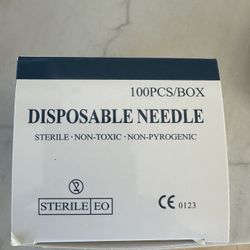 100PCS/BOX
DISPOSABLE NEEDLE
STERILE · NON-TOXIC · NON-PYROGENIC
STERILE EO
CE 0123